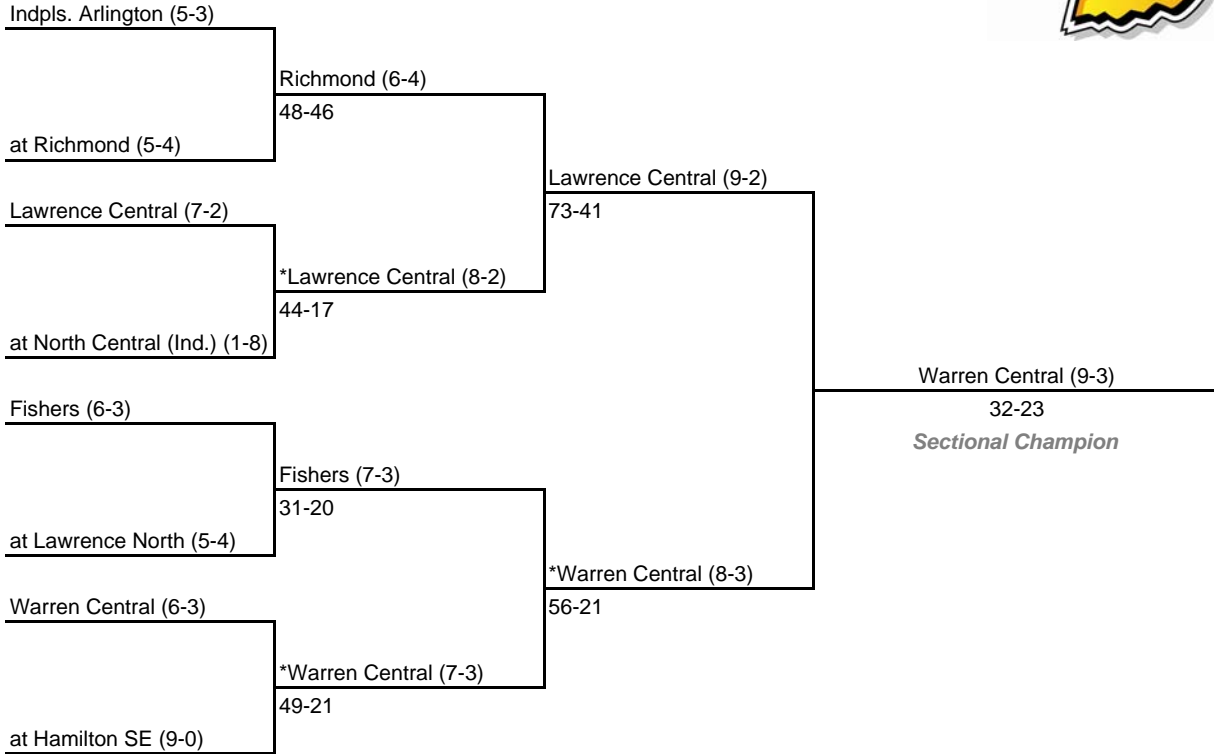 Indpls. Arlington (5-3)
Richmond (6-4)
48-46
at Richmond (5-4)
Lawrence Central (9-2)
73-41
Lawrence Central (7-2)
*Lawrence Central (8-2)
44-17
at North Central (Ind.) (1-8)
Warren Central (9-3)
32-23
Sectional Champion
Fishers (6-3)
Fishers (7-3)
31-20
at Lawrence North (5-4)
*Warren Central (8-3)
56-21
Warren Central (6-3)
*Warren Central (7-3)
49-21
at Hamilton SE (9-0)